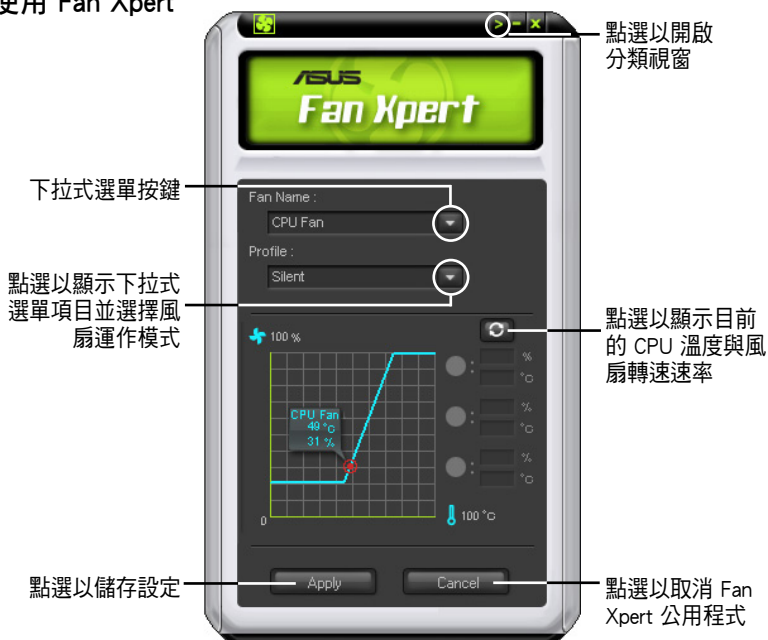 使用 Fan Xpert
點選以開啟
分類視窗
ASUS
Fan Xpert
下拉式選單按鍵
Fan Name :
CPU Fan
Profile :
Silent
點選以顯示下拉式
選單項目並選擇風
扇運作模式
100 %
點選以顯示目前
的 CPU 溫度與風
扇轉速速率
: %
°C
CPU Fan
49 °C
31 %
: %
°C
: %
°C
0
100 °C
點選以儲存設定
Apply
Cancel
點選以取消 Fan
Xpert 公用程式